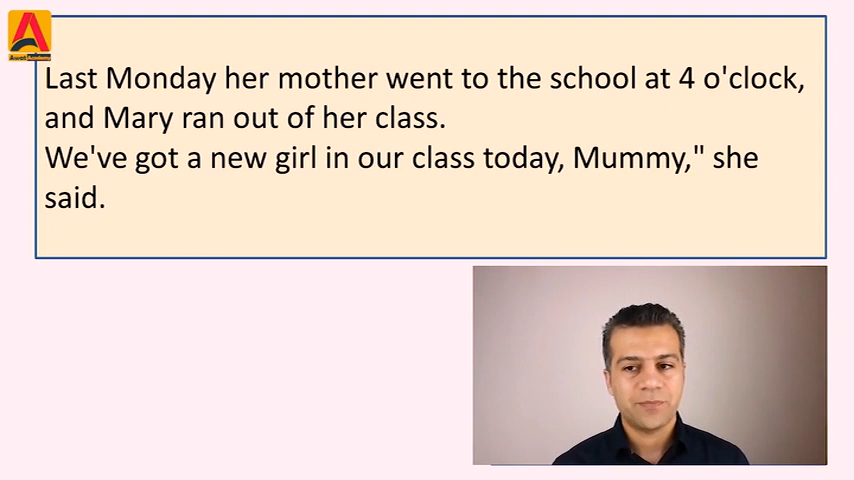 A
Awat
Last Monday her mother went to the school at 4 o'clock,
and Mary ran out of her class.
We've got a new girl in our class today, Mummy," she
said.